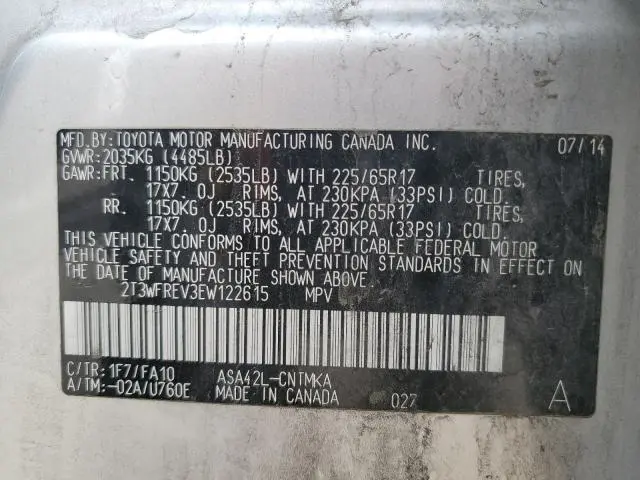 MFD.BY:TOYOTA MOTOR MANUFACTURING CANADA INC. 07/14
GVWR:2035KG (4485LB)
GAWR:FRT. 1150KG (2535LB) WITH 225/65R17 TIRES,
17X7.0J RIMS, AT 230KPA (33PSI) COLD.
RR. 1150KG (2535LB) WITH 225/65R17 TIRES,
17X7.0J RIMS, AT 230KPA (33PSI) COLD.
THIS VEHICLE CONFORMS TO ALL APPLICABLE FEDERAL MOTOR
VEHICLE SAFETY AND THEFT PREVENTION STANDARDS IN EFFECT ON
THE DATE OF MANUFACTURE SHOWN ABOVE.
2T3WFREV3EW122615 MPV
C/TR:1F7/FA10 ASA42L-CNTMKA
A/TM:-02A/U760E MADE IN CANADA 027 A